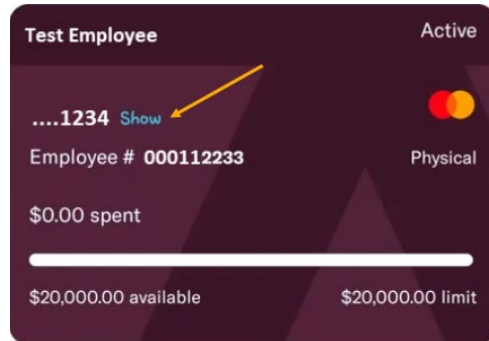 Test Employee Active
....1234 Show
Employee # 000112233 Physical
$0.00 spent
$20,000.00 available $20,000.00 limit